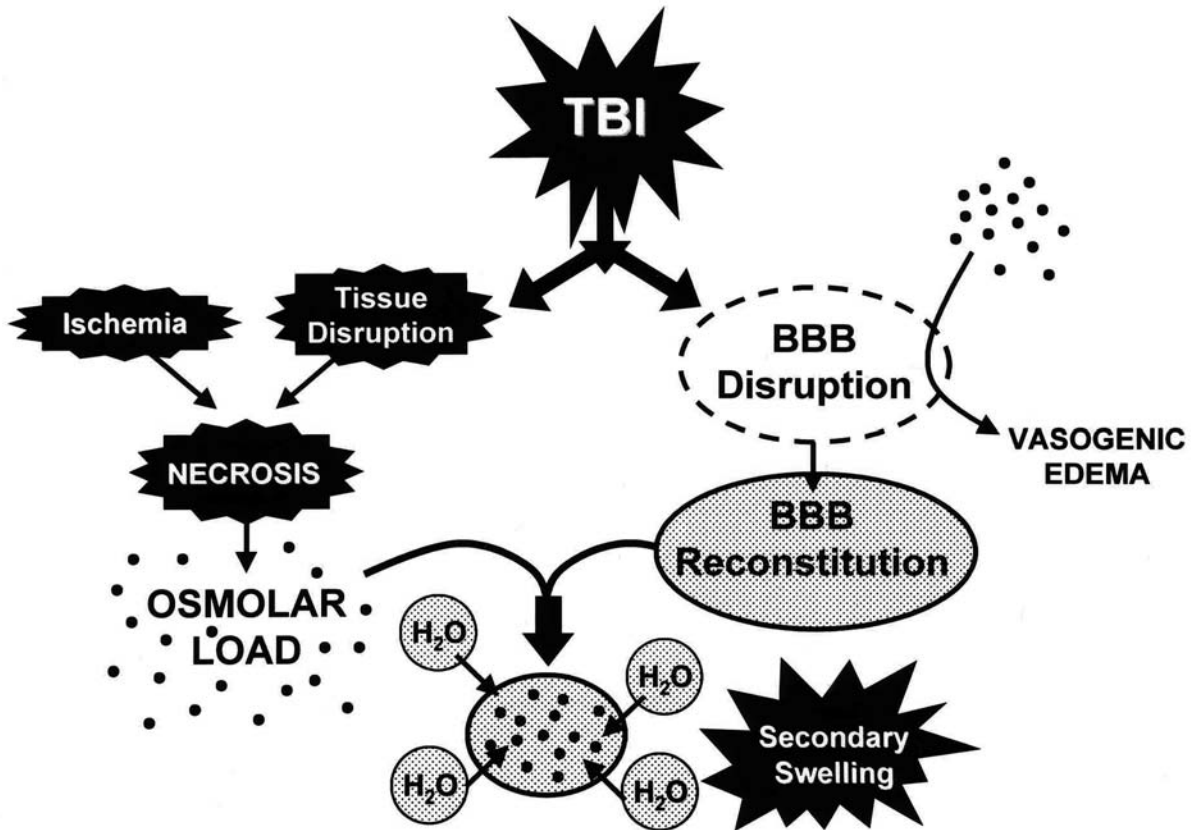 TBI
Ischemia
Tissue
Disruption
BBB
Disruption
VASOGENIC
EDEMA
NECROSIS
BBB
Reconstitution
OSMOLAR
LOAD
H₂O
H₂O
H₂O
H₂O
Secondary
Swelling